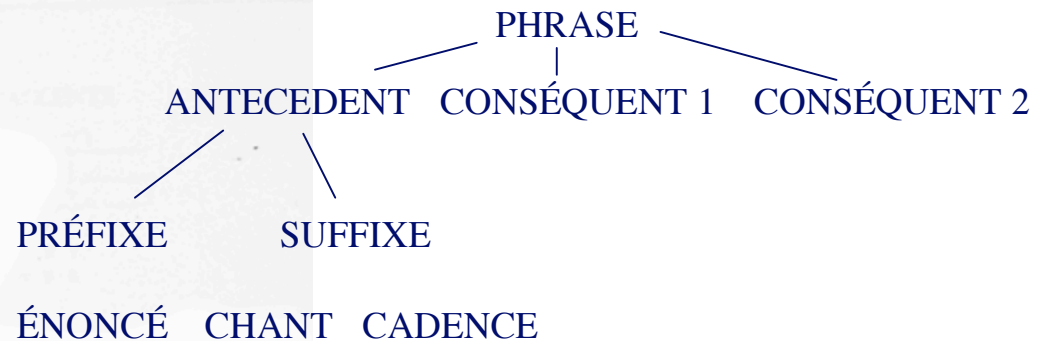 PHRASE
ANTECEDENT CONSÉQUENT 1 CONSÉQUENT 2
PRÉFIXE SUFFIXE
ÉNONCÉ CHANT CADENCE